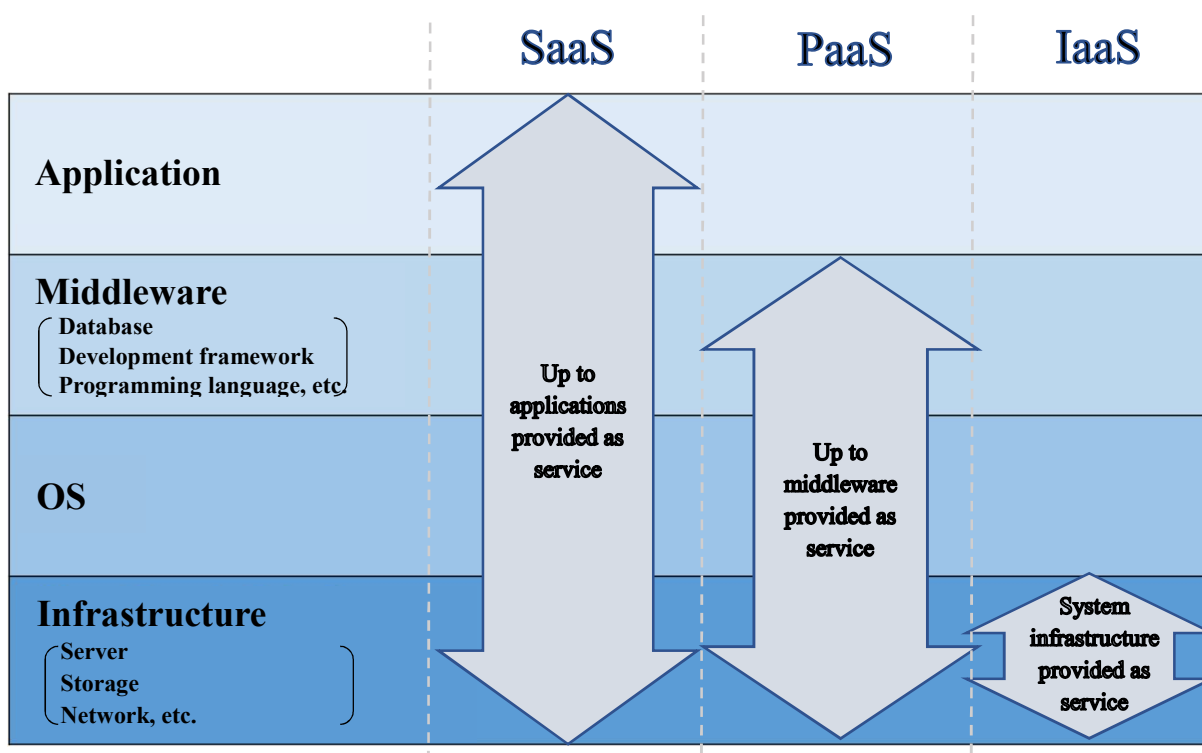 SaaS
PaaS
IaaS
Application
Middleware
Database
Development framework
Programming language, etc.
OS
Infrastructure
Server
Storage
Network, etc.
Up to
applications
provided as
service
Up to
middleware
provided as
service
System
infrastructure
provided as
service